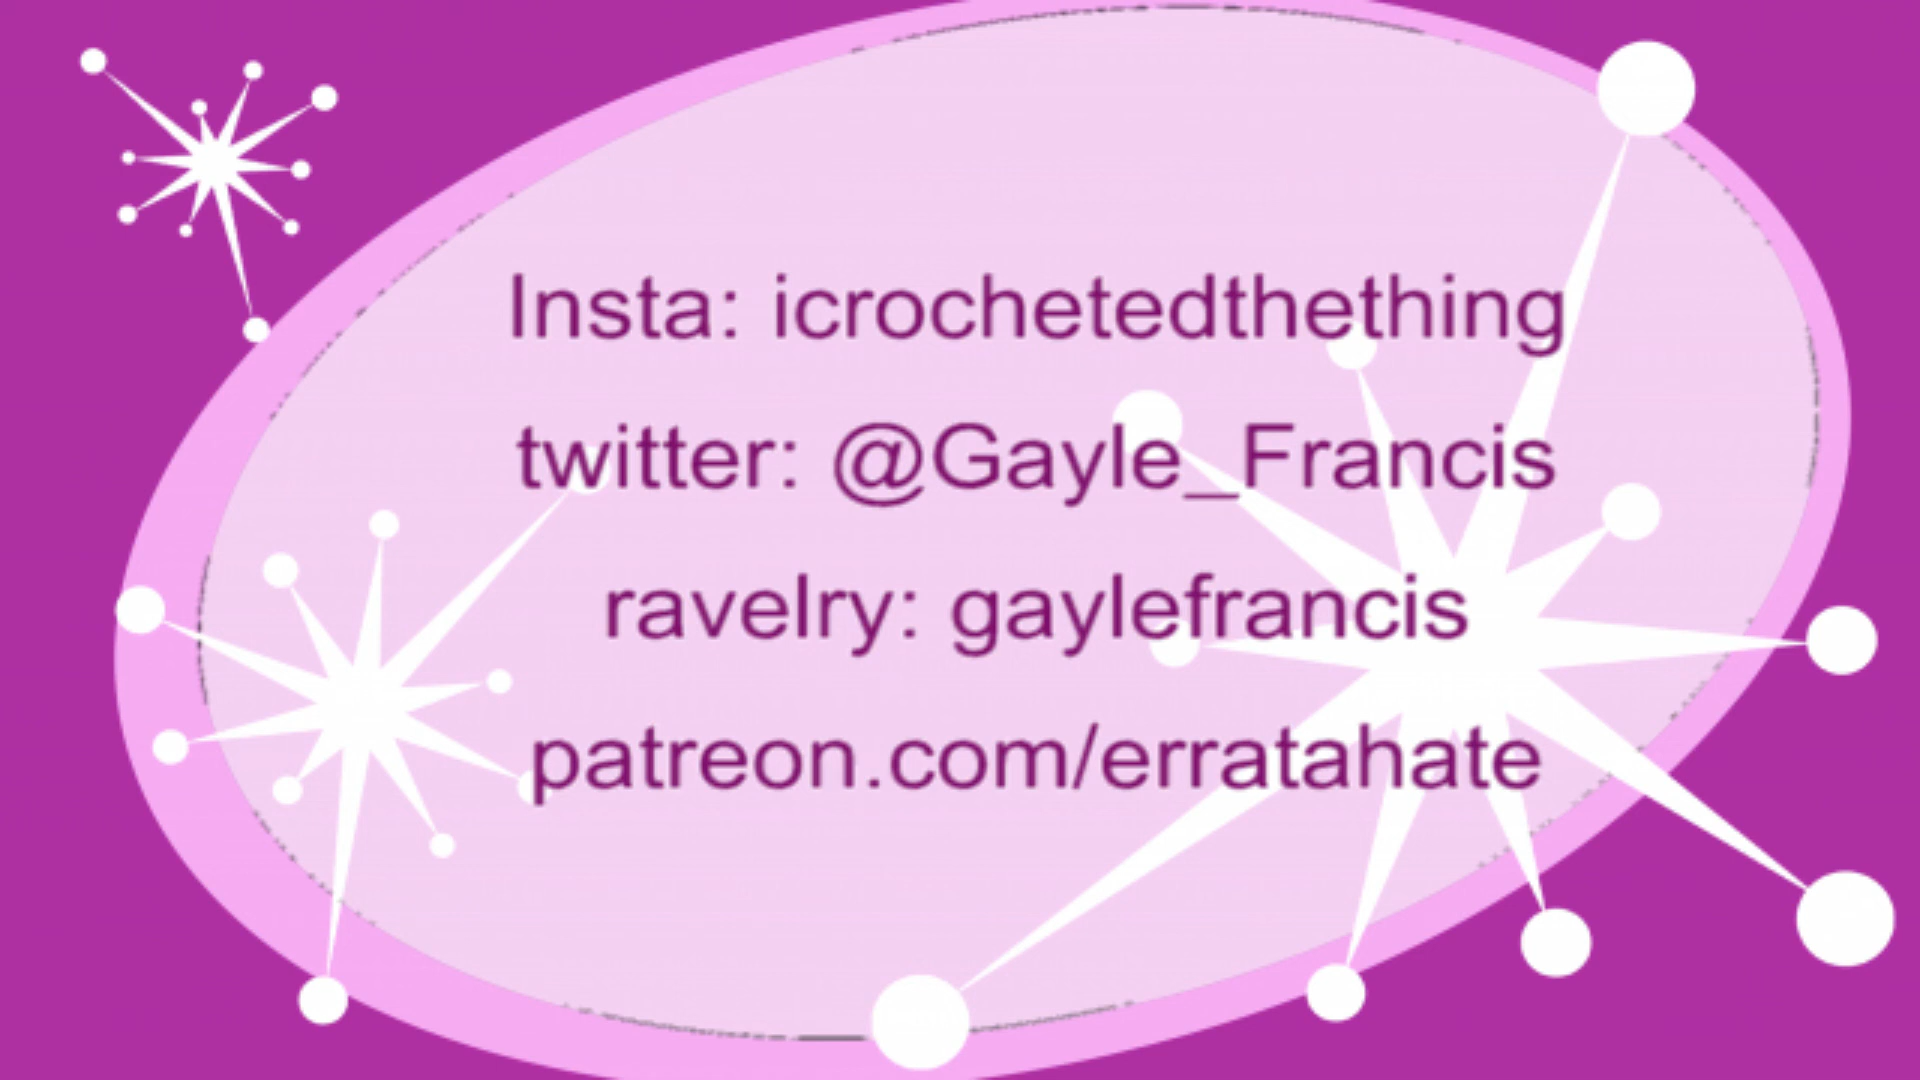 Insta: icrochetedthething
twitter: @Gayle_Francis
ravelry: gaylefrancis
patreon.com/erratahate